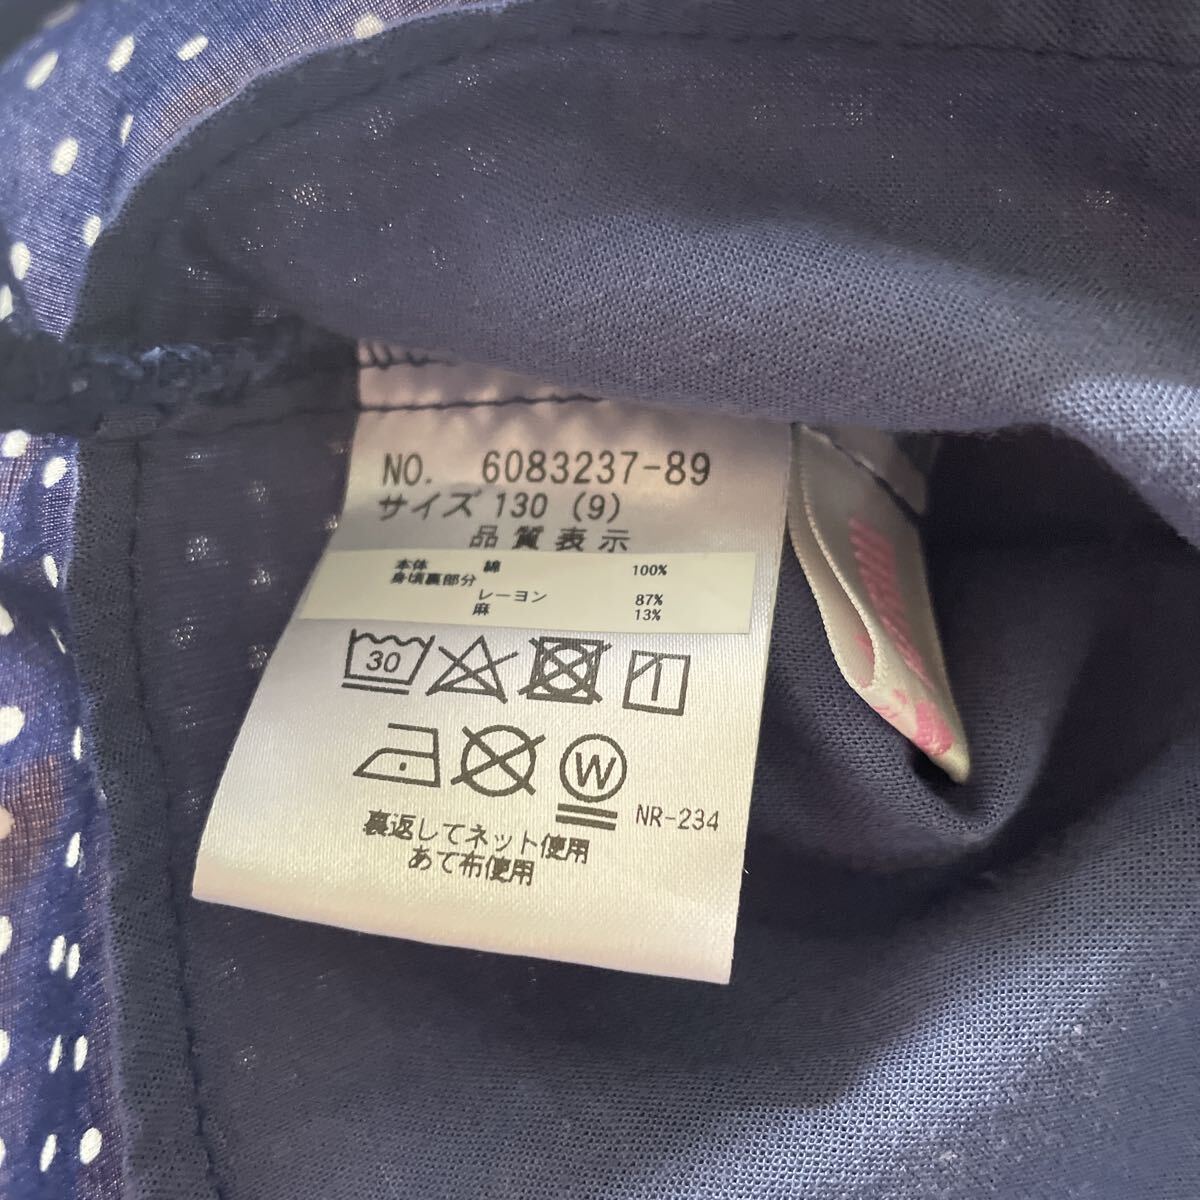 NO. 6083237-89
サイズ 130 (9)
品質表示
本体 綿 100%
身頃裏部分
レーヨン 87%
麻 13%
30
W
NR-234
裏返してネット使用
あて布使用